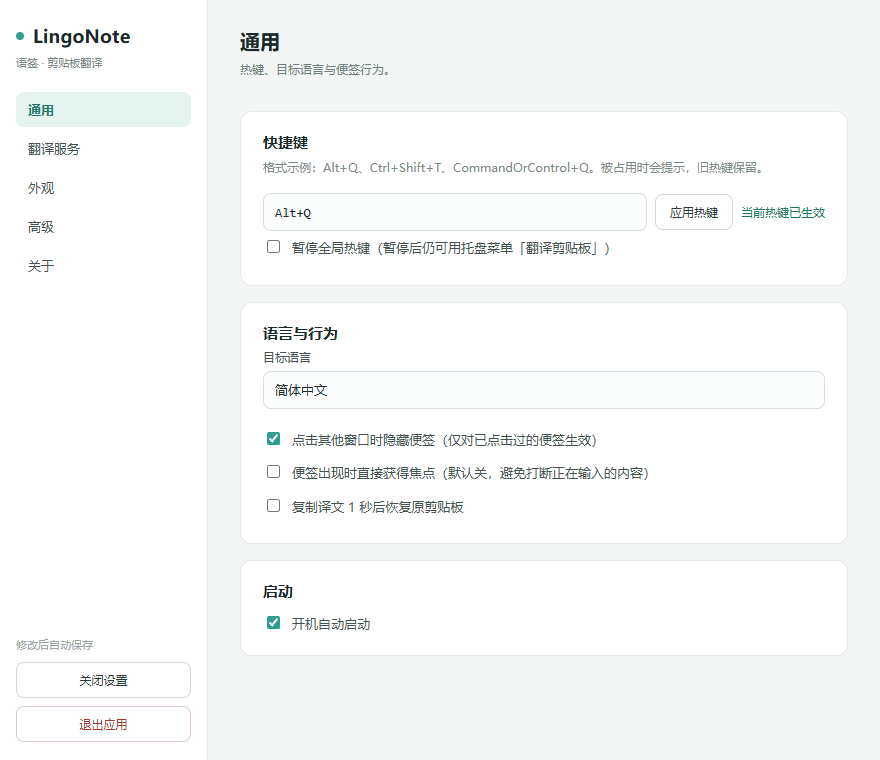 LingoNote
语签 · 剪贴板翻译
通用
翻译服务
外观
高级
关于
修改后自动保存
关闭设置
退出应用
通用
热键、目标语言与便签行为。
快捷键
格式示例：Alt+Q、Ctrl+Shift+T、CommandOrControl+Q。被占用时会提示，旧热键保留。
Alt+Q
应用热键
当前热键已生效
暂停全局热键（暂停后仍可用托盘菜单「翻译剪贴板」）
语言与行为
目标语言
简体中文
点击其他窗口时隐藏便签（仅对已点击过的便签生效）
便签出现时直接获得焦点（默认关，避免打断正在输入的内容）
复制译文 1 秒后恢复原剪贴板
启动
开机自动启动